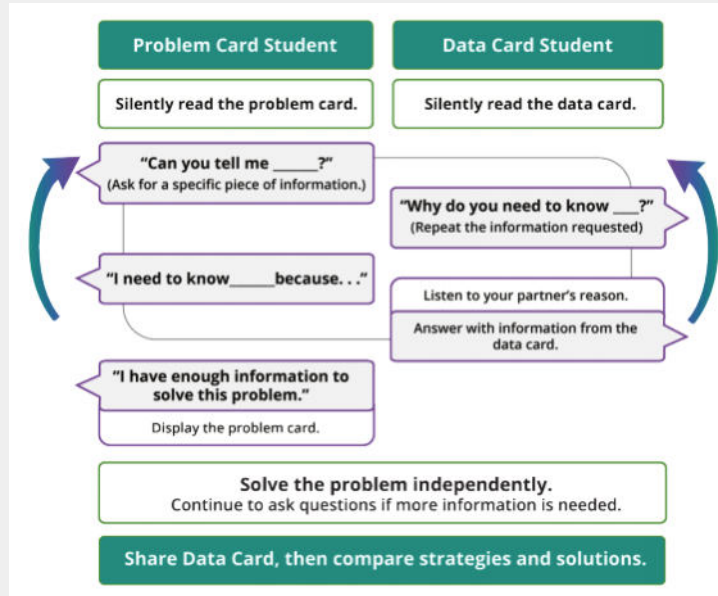 Problem Card Student
Data Card Student
Silently read the problem card.
Silently read the data card.
“Can you tell me _____?”
(Ask for a specific piece of information.)
“Why do you need to know ___?”
(Repeat the information requested)
“I need to know_____because. . .”
Listen to your partner’s reason.
Answer with information from the
data card.
“I have enough information to
solve this problem.”
Display the problem card.
Solve the problem independently.
Continue to ask questions if more information is needed.
Share Data Card, then compare strategies and solutions.